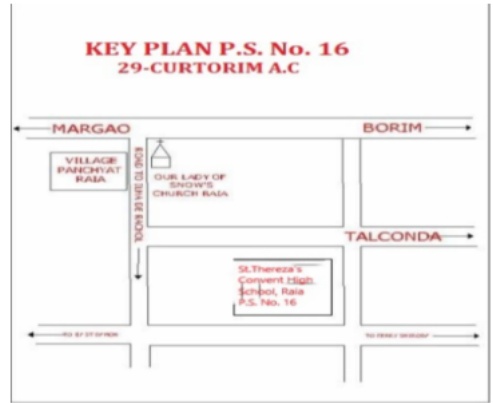 KEY PLAN P.S. No. 16
29-CURTORIM A.C
MARGAO
BORIM
VILLAGE
PANCHYAT
RAIA
ROAD TO
OUR LADY OF
SNOW'S
CHURCH RAIA
TALCONDA
St.Thereza's
Convent High
School, Raia
P.S. No. 16